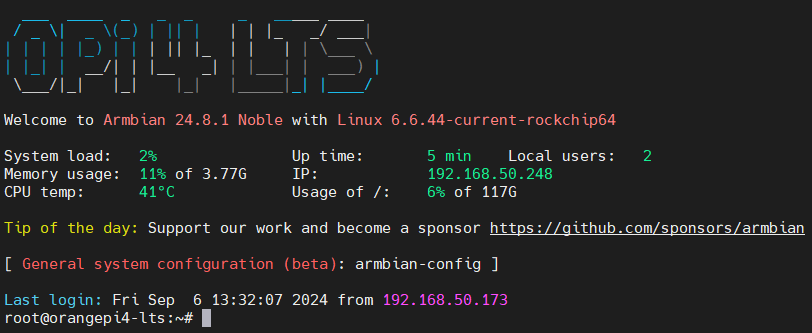 OPi 4 LTS
Welcome to Armbian 24.8.1 Noble with Linux 6.6.44-current-rockchip64
System load: 2% Up time: 5 min Local users: 2
Memory usage: 11% of 3.77G IP: 192.168.50.248
CPU temp: 41°C Usage of /: 6% of 117G
Tip of the day: Support our work and become a sponsor https://github.com/sponsors/armbian
[ General system configuration (beta): armbian-config ]
Last login: Fri Sep  6 13:32:07 2024 from 192.168.50.173
root@orangepi4-lts:~#